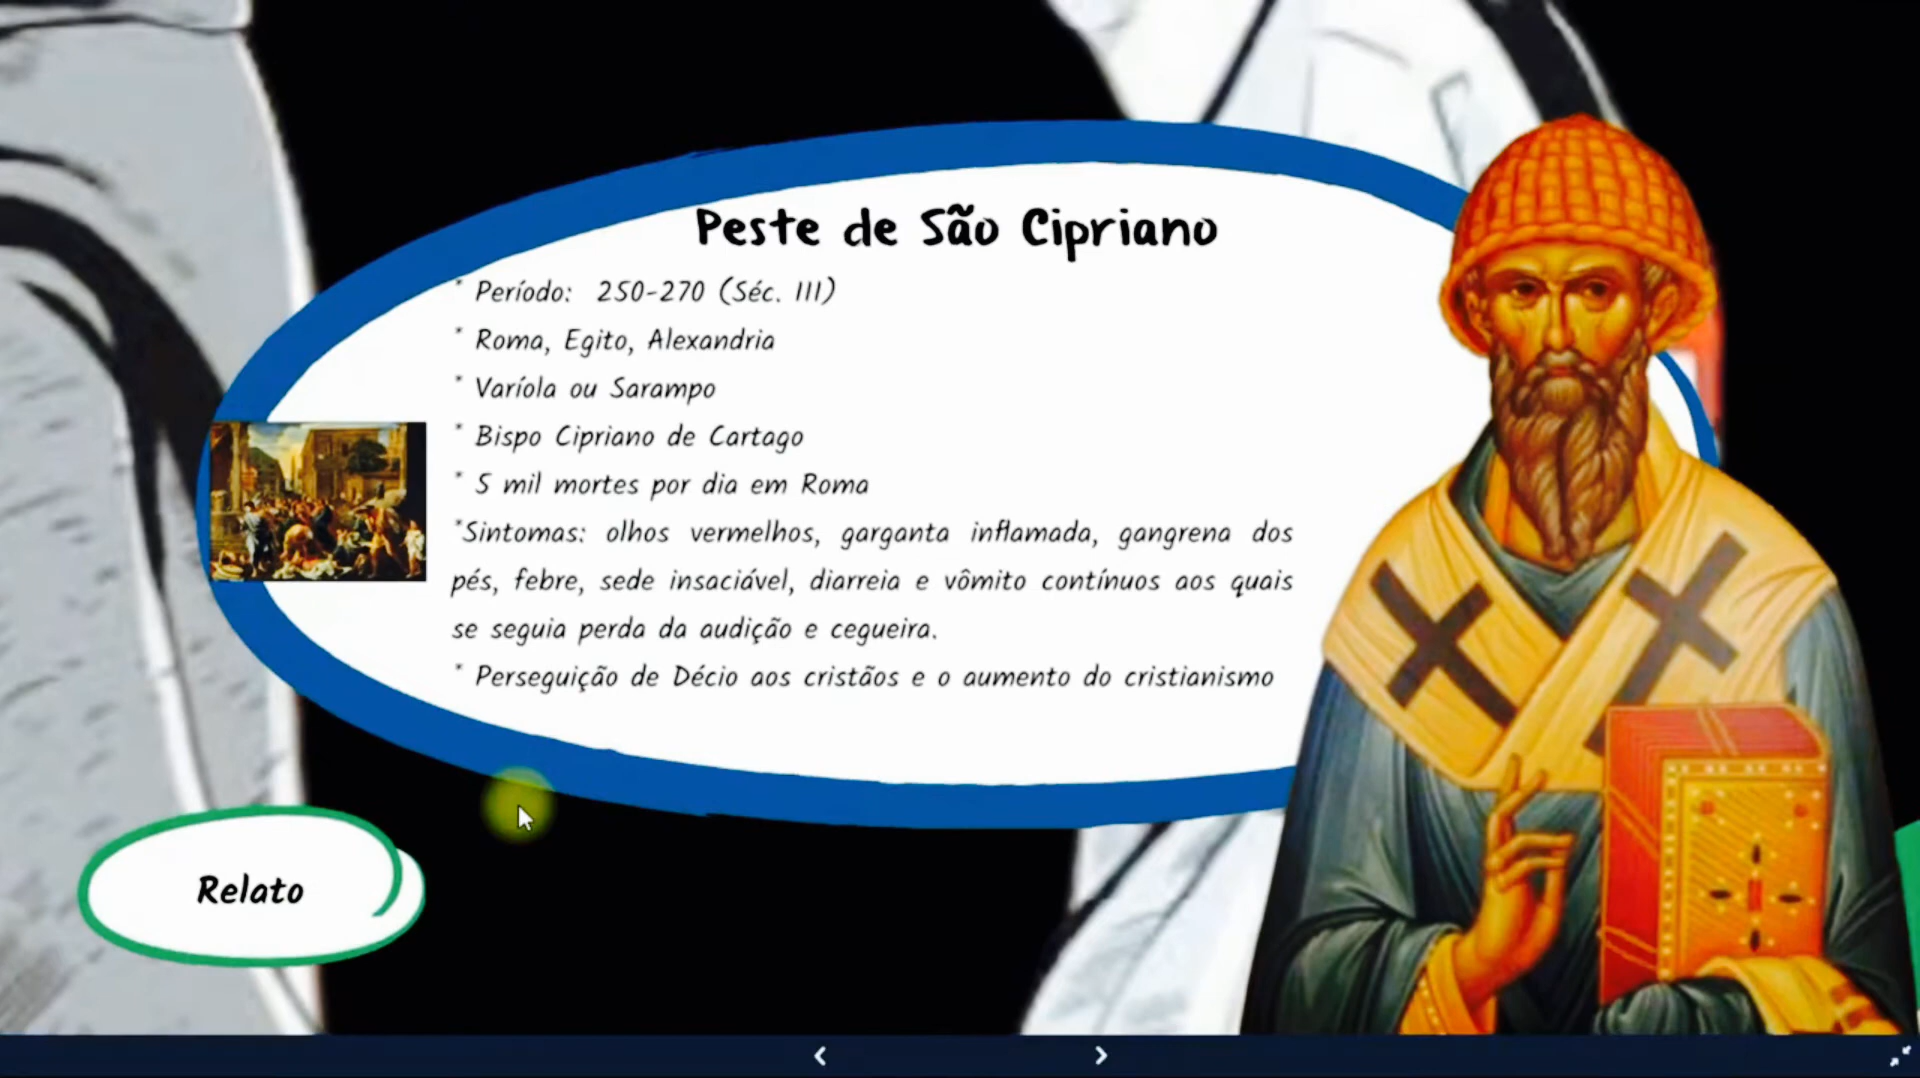 Peste de São Cipriano
* Período: 250-270 (Séc. III)
* Roma, Egito, Alexandria
* Varíola ou Sarampo
* Bispo Cipriano de Cartago
* 5 mil mortes por dia em Roma
*Sintomas: olhos vermelhos, garganta inflamada, gangrena dos
pés, febre, sede insaciável, diarreia e vômito contínuos aos quais
se seguia perda da audição e cegueira.
* Perseguição de Décio aos cristãos e o aumento do cristianismo
Relato